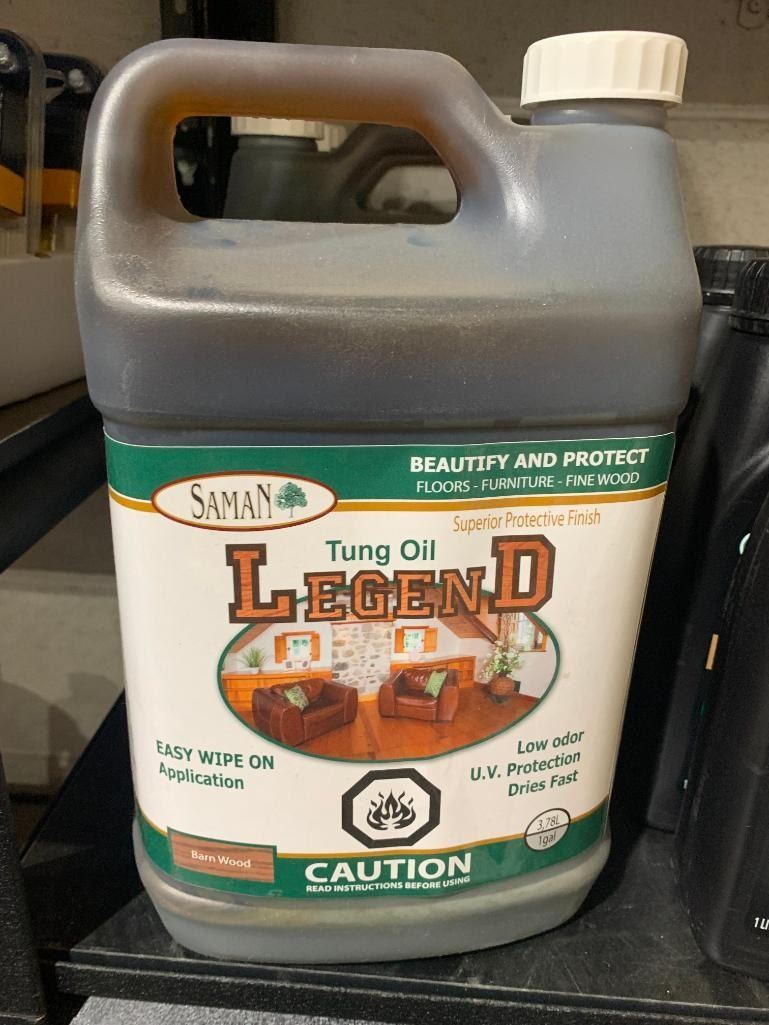 BEAUTIFY AND PROTECT
FLOORS - FURNITURE - FINE WOOD
SAMAN
Superior Protective Finish
Tung Oil
LEGEND
EASY WIPE ON
Application
Low odor
U.V. Protection
Dries Fast
3,78L
1gal
Barn Wood
CAUTION
READ INSTRUCTIONS BEFORE USING